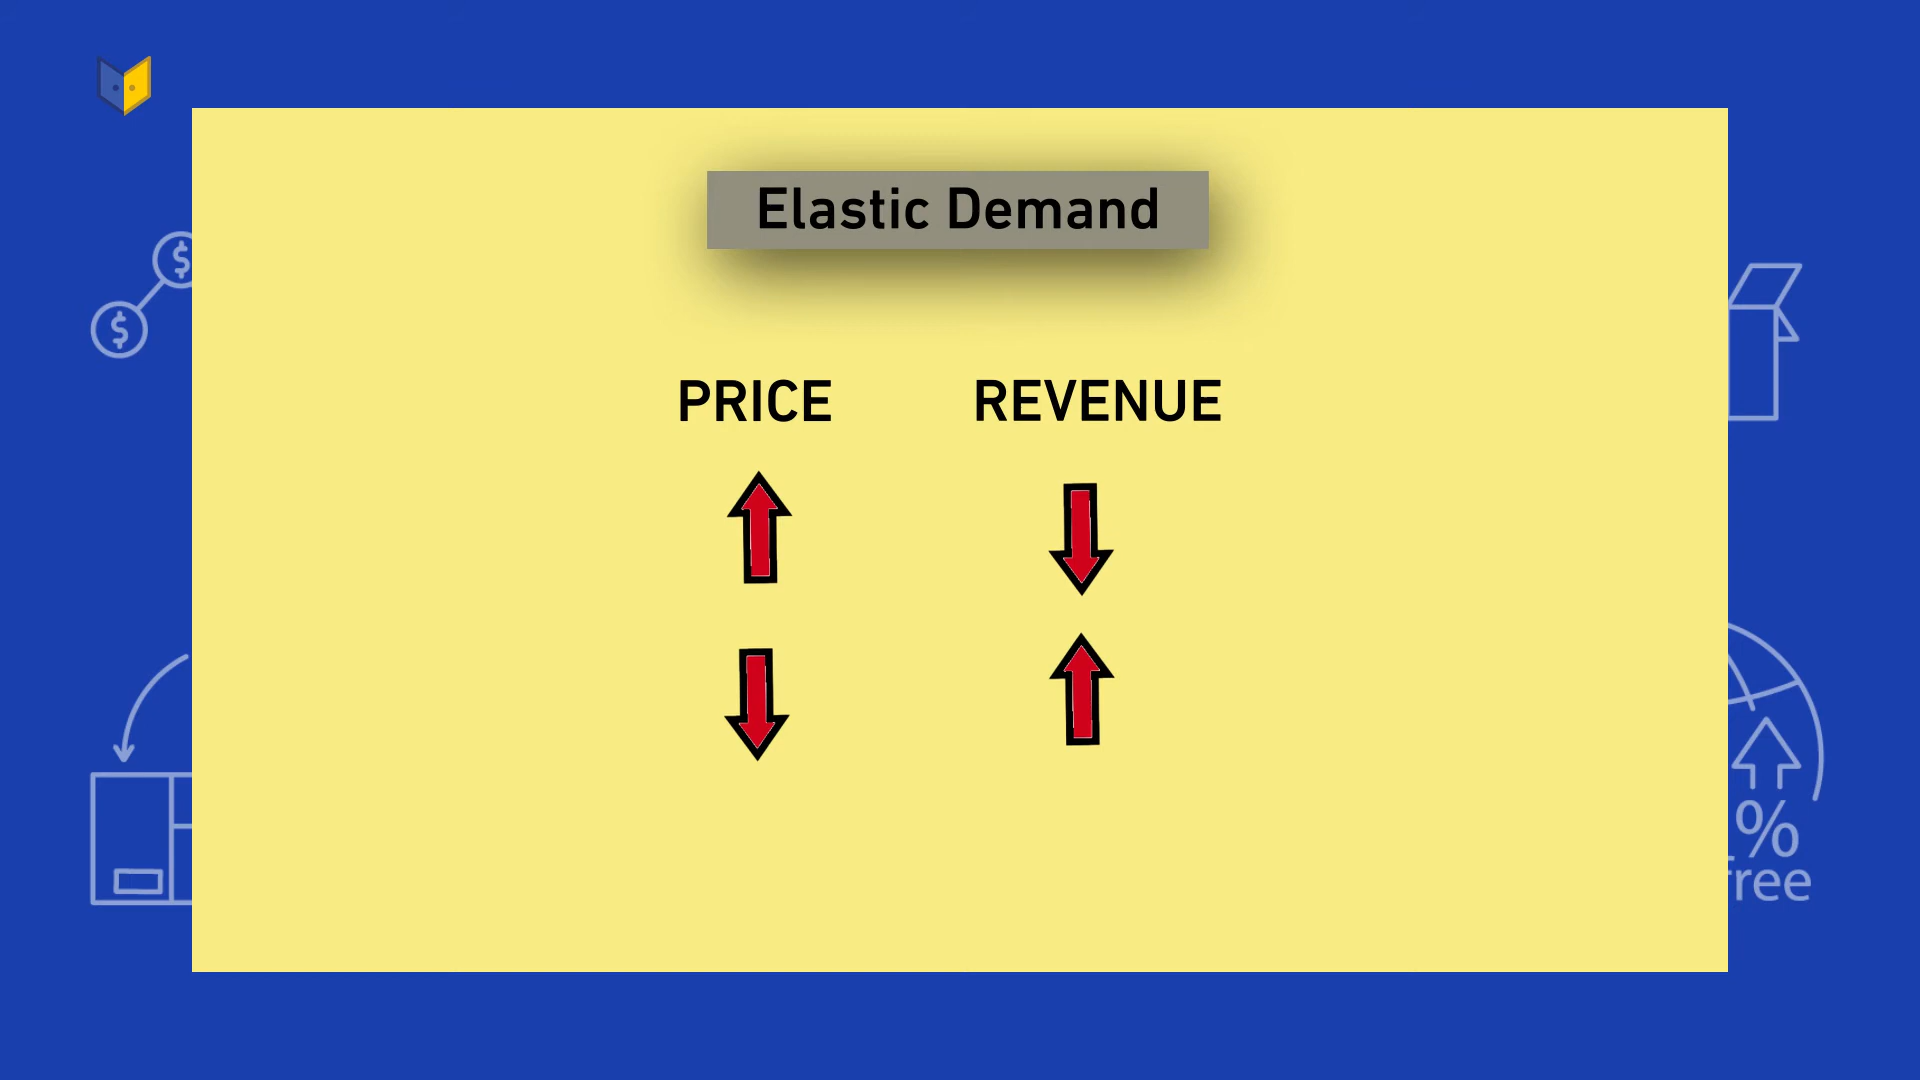 Elastic Demand
PRICE REVENUE
$
$
%
ree